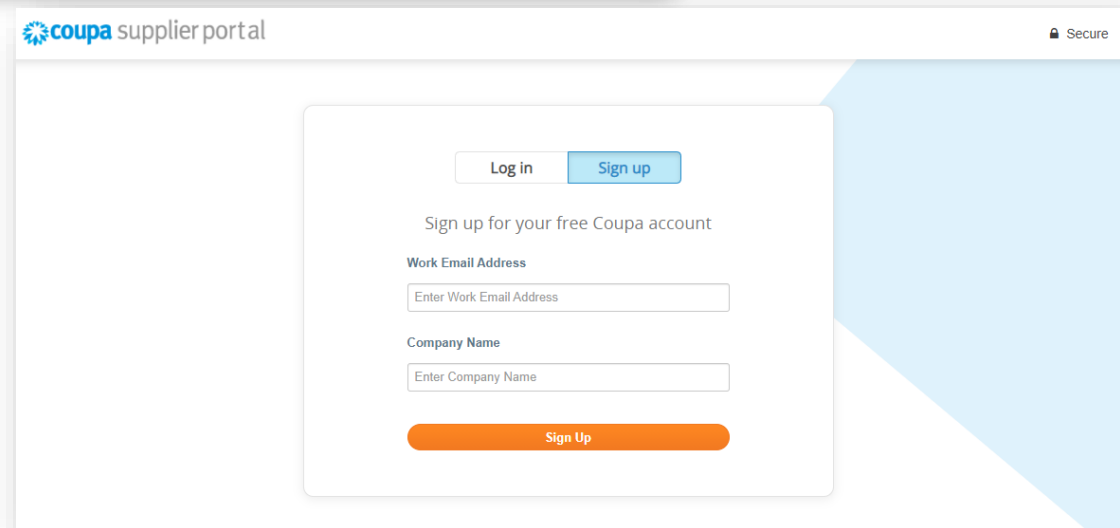 coupa supplier portal
Secure
Log in
Sign up
Sign up for your free Coupa account
Work Email Address
Enter Work Email Address
Company Name
Enter Company Name
Sign Up